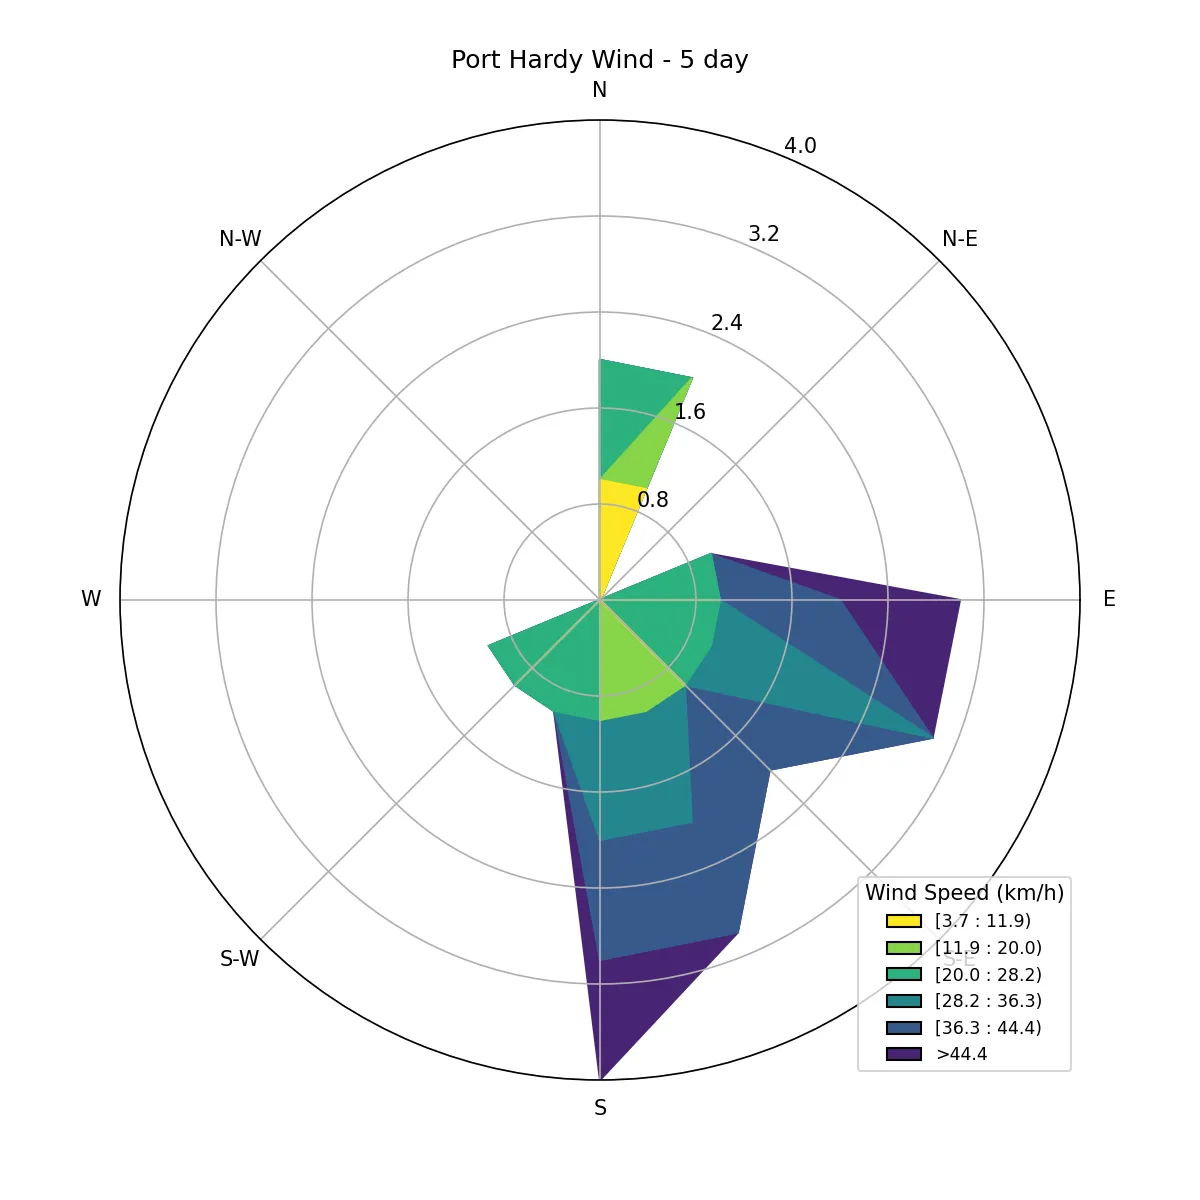 Port Hardy Wind - 5 day
N
4.0
N-W
3.2
N-E
2.4
1.6
0.8
W
E
Wind Speed (km/h)
[3.7 : 11.9)
[11.9 : 20.0)
S-W
S-E
[20.0 : 28.2)
[28.2 : 36.3)
[36.3 : 44.4)
>44.4
S